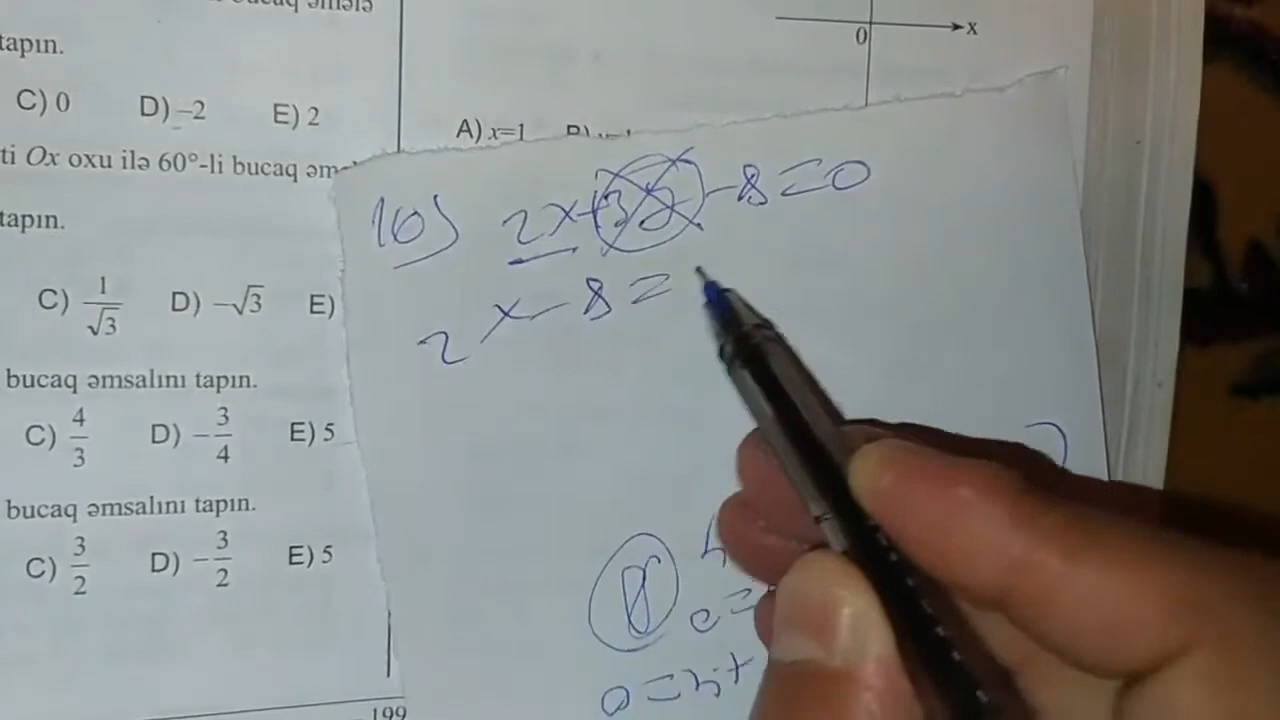 tapın.
C) 0 D) –2 E) 2
ti Ox oxu ilə 60°-li bucaq
tapın.
C) 1/√3 D) –√3 E)
bucaq əmsalını tapın.
C) 4/3 D) –3/4 E) 5
bucaq əmsalını tapın.
C) 3/2 D) –3/2 E) 5
199
0 x
A) x=1
10) 2x+3y-8=0
2x-8=